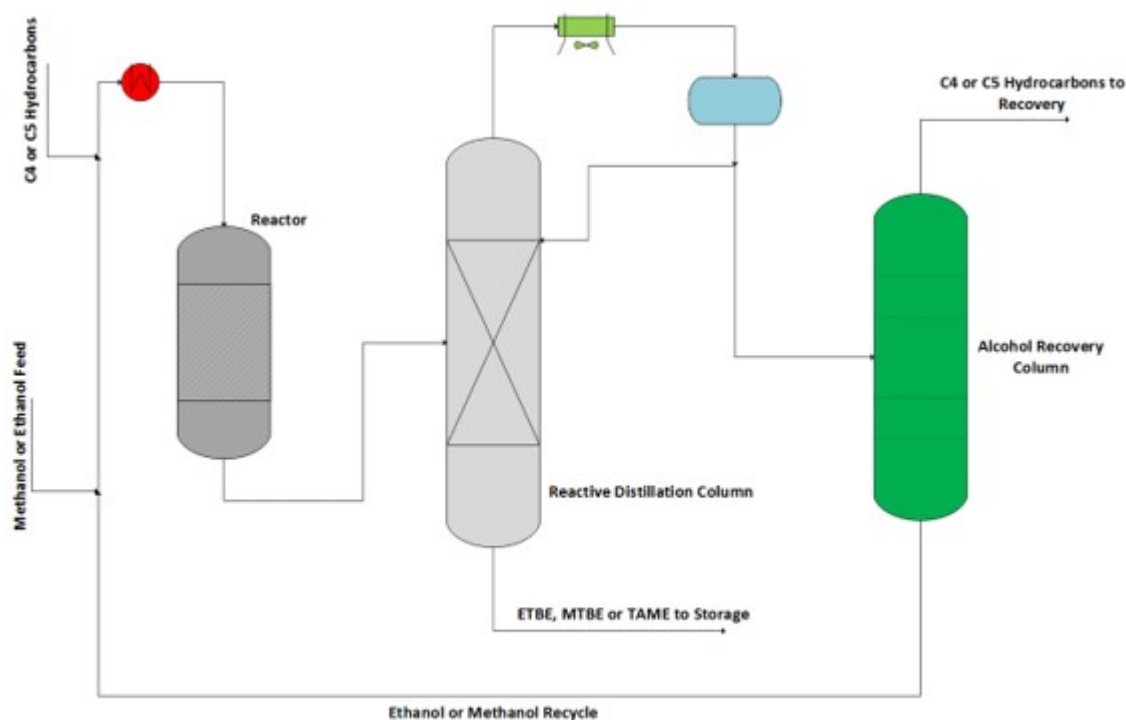 C4 or C5 Hydrocarbons
C4 or C5 Hydrocarbons to
Recovery
Reactor
Methanol or Ethanol Feed
Alcohol Recovery
Column
Reactive Distillation Column
ETBE, MTBE or TAME to Storage
Ethanol or Methanol Recycle